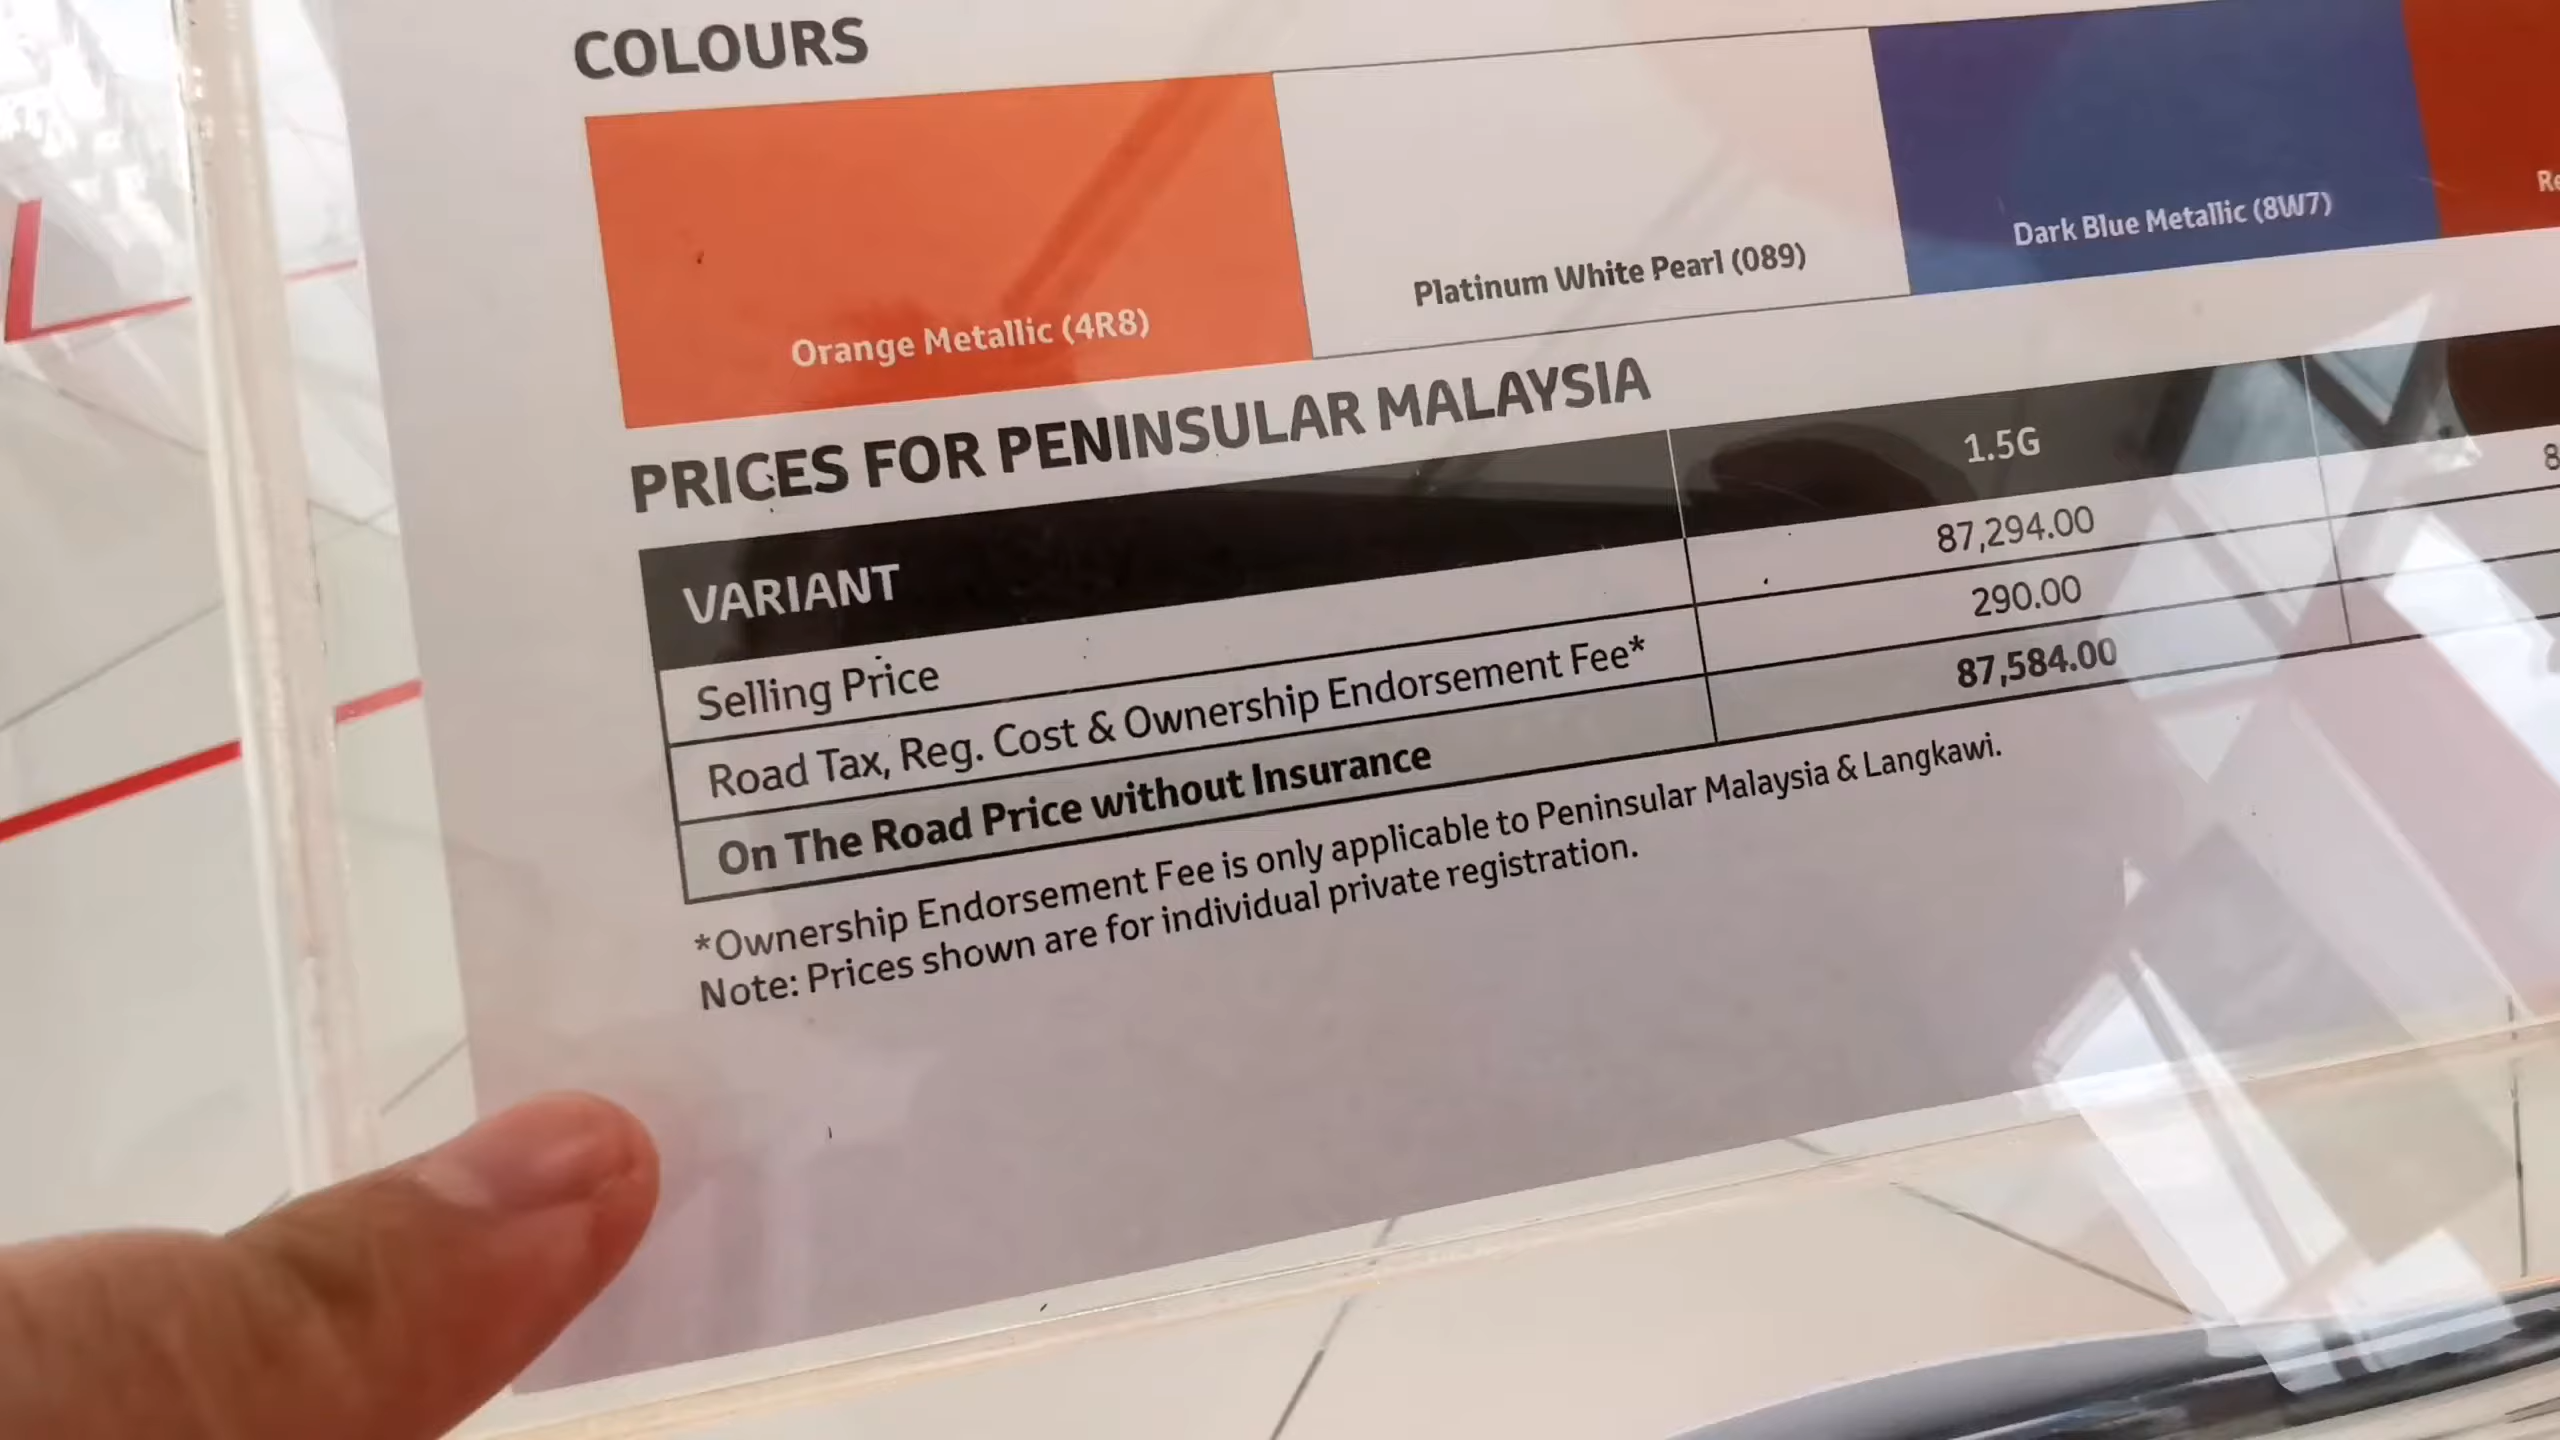 COLOURS
Orange Metallic (4R8)
Platinum White Pearl (089)
Dark Blue Metallic (8W7)
PRICES FOR PENINSULAR MALAYSIA
VARIANT 1.5G
Selling Price 87,294.00
Road Tax, Reg. Cost & Ownership Endorsement Fee* 290.00
On The Road Price without Insurance 87,584.00
*Ownership Endorsement Fee is only applicable to Peninsular Malaysia & Langkawi.
Note: Prices shown are for individual private registration.